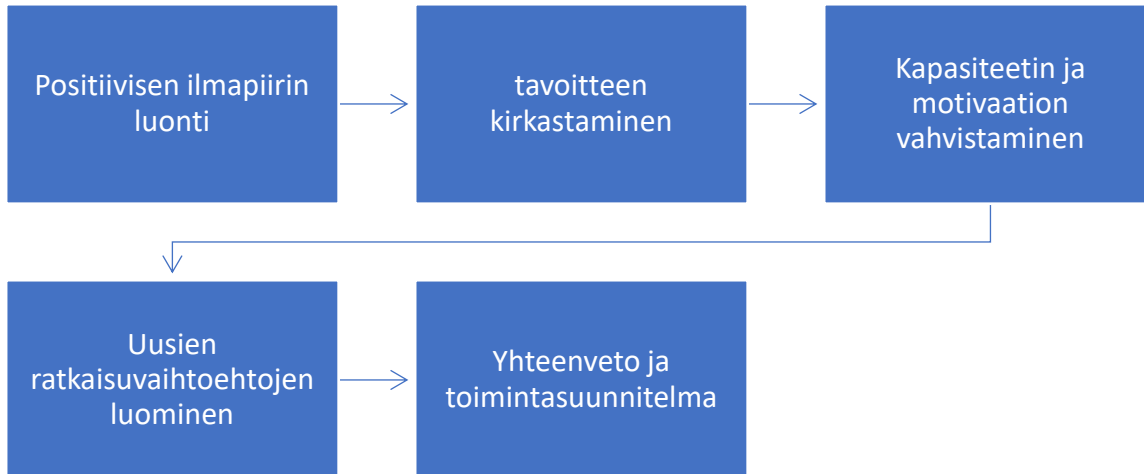 Positiivisen ilmapiirin
luonti
tavoitteen
kirkastaminen
Kapasiteetin ja
motivaation
vahvistaminen
Uusien
ratkaisuvaihtoehtojen
luominen
Yhteenveto ja
toimintasuunnitelma